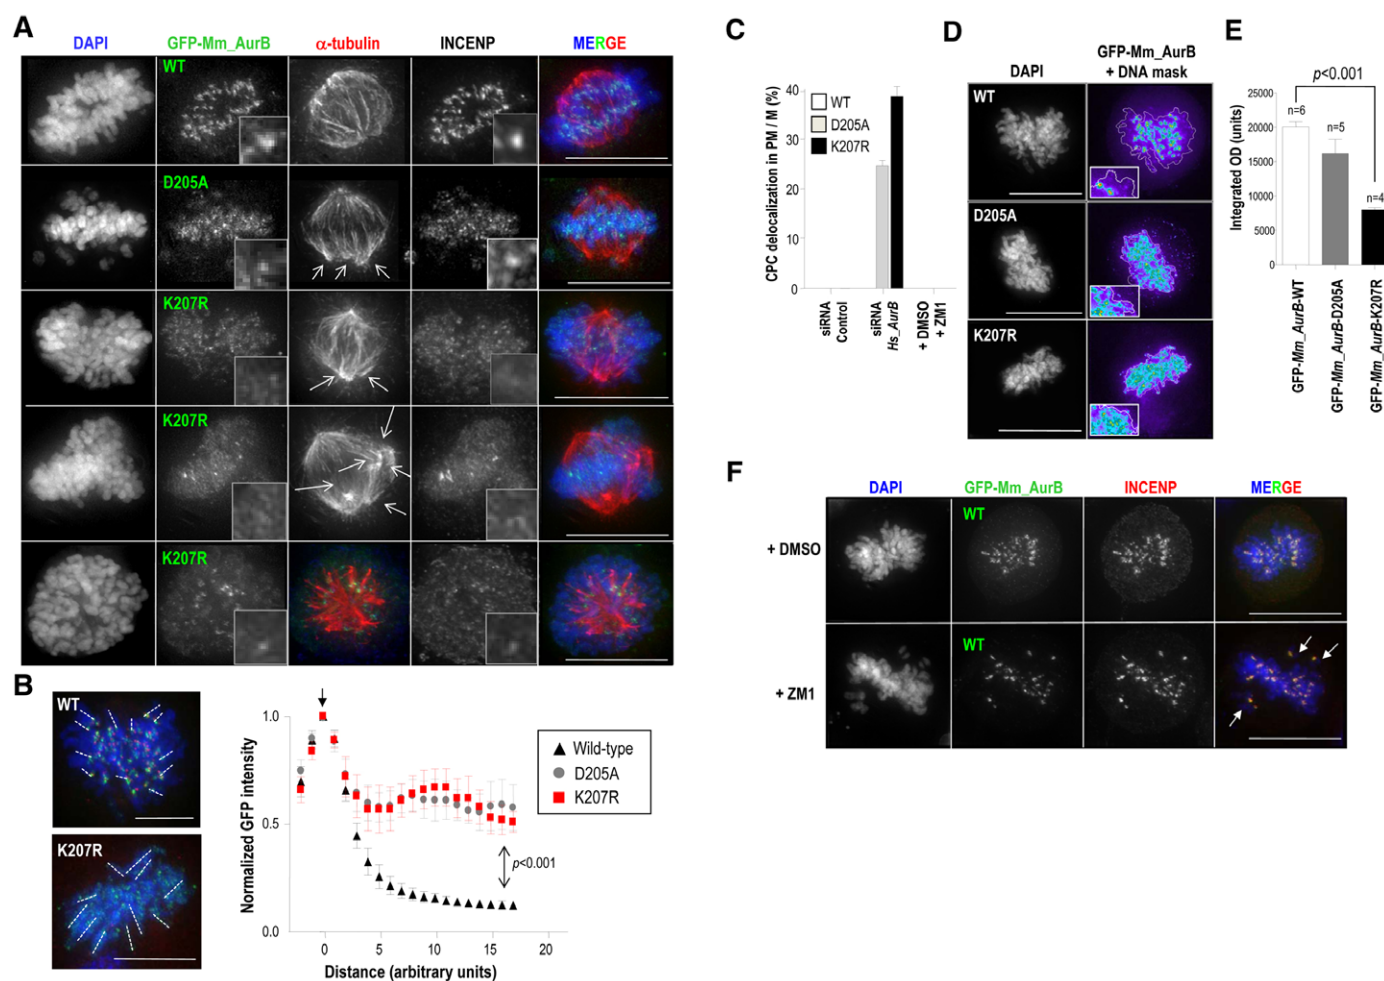 A
DAPI GFP-Mm_AurB α-tubulin INCENP MERGE
WT
D205A
K207R
K207R
K207R
B
WT
K207R
Normalized GFP intensity
1.0
0.5
0.0
0 5 10 15 20
Distance (arbitrary units)
p<0.001
Wild-type
D205A
K207R
C
CPC delocalization in PM / M (%)
40
30
20
10
0
WT
D205A
K207R
siRNA
Control
siRNA
Hs_AurB
+ DMSO
+ ZM1
D
DAPI
GFP-Mm_AurB
+ DNA mask
WT
D205A
K207R
E
p<0.001
Integrated OD (units)
25000
20000
15000
10000
5000
0
n=6
n=5
n=4
GFP-Mm_AurB-WT
GFP-Mm_AurB-D205A
GFP-Mm_AurB-K207R
F
DAPI GFP-Mm_AurB INCENP MERGE
+ DMSO
WT
+ ZM1
WT